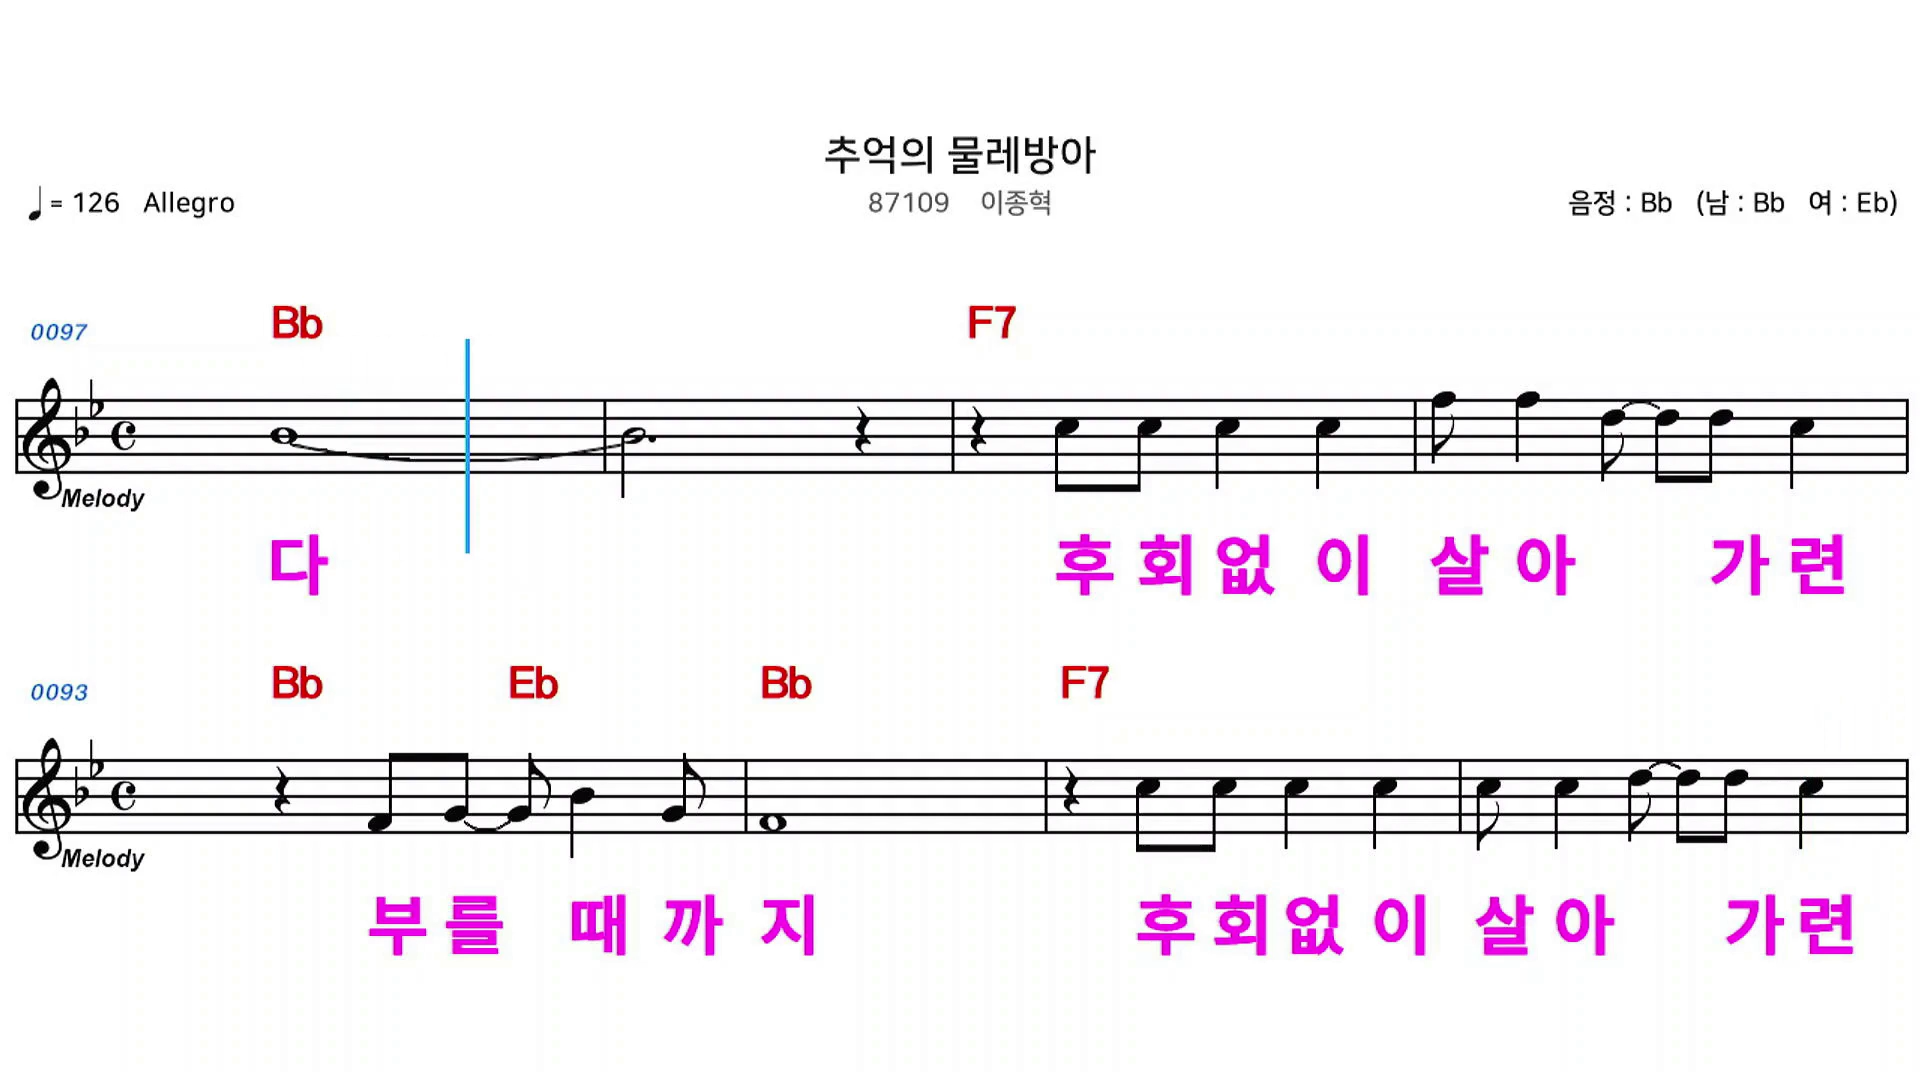 추억의 물레방아
= 126 Allegro
87109 이종혁
음정 : Bb (남 : Bb 여 : Eb)
0097 Bb F7
Melody
다 후 회 없 이 살 아 가 련
0093 Bb Eb Bb F7
Melody
부 를 때 까 지 후 회 없 이 살 아 가 련